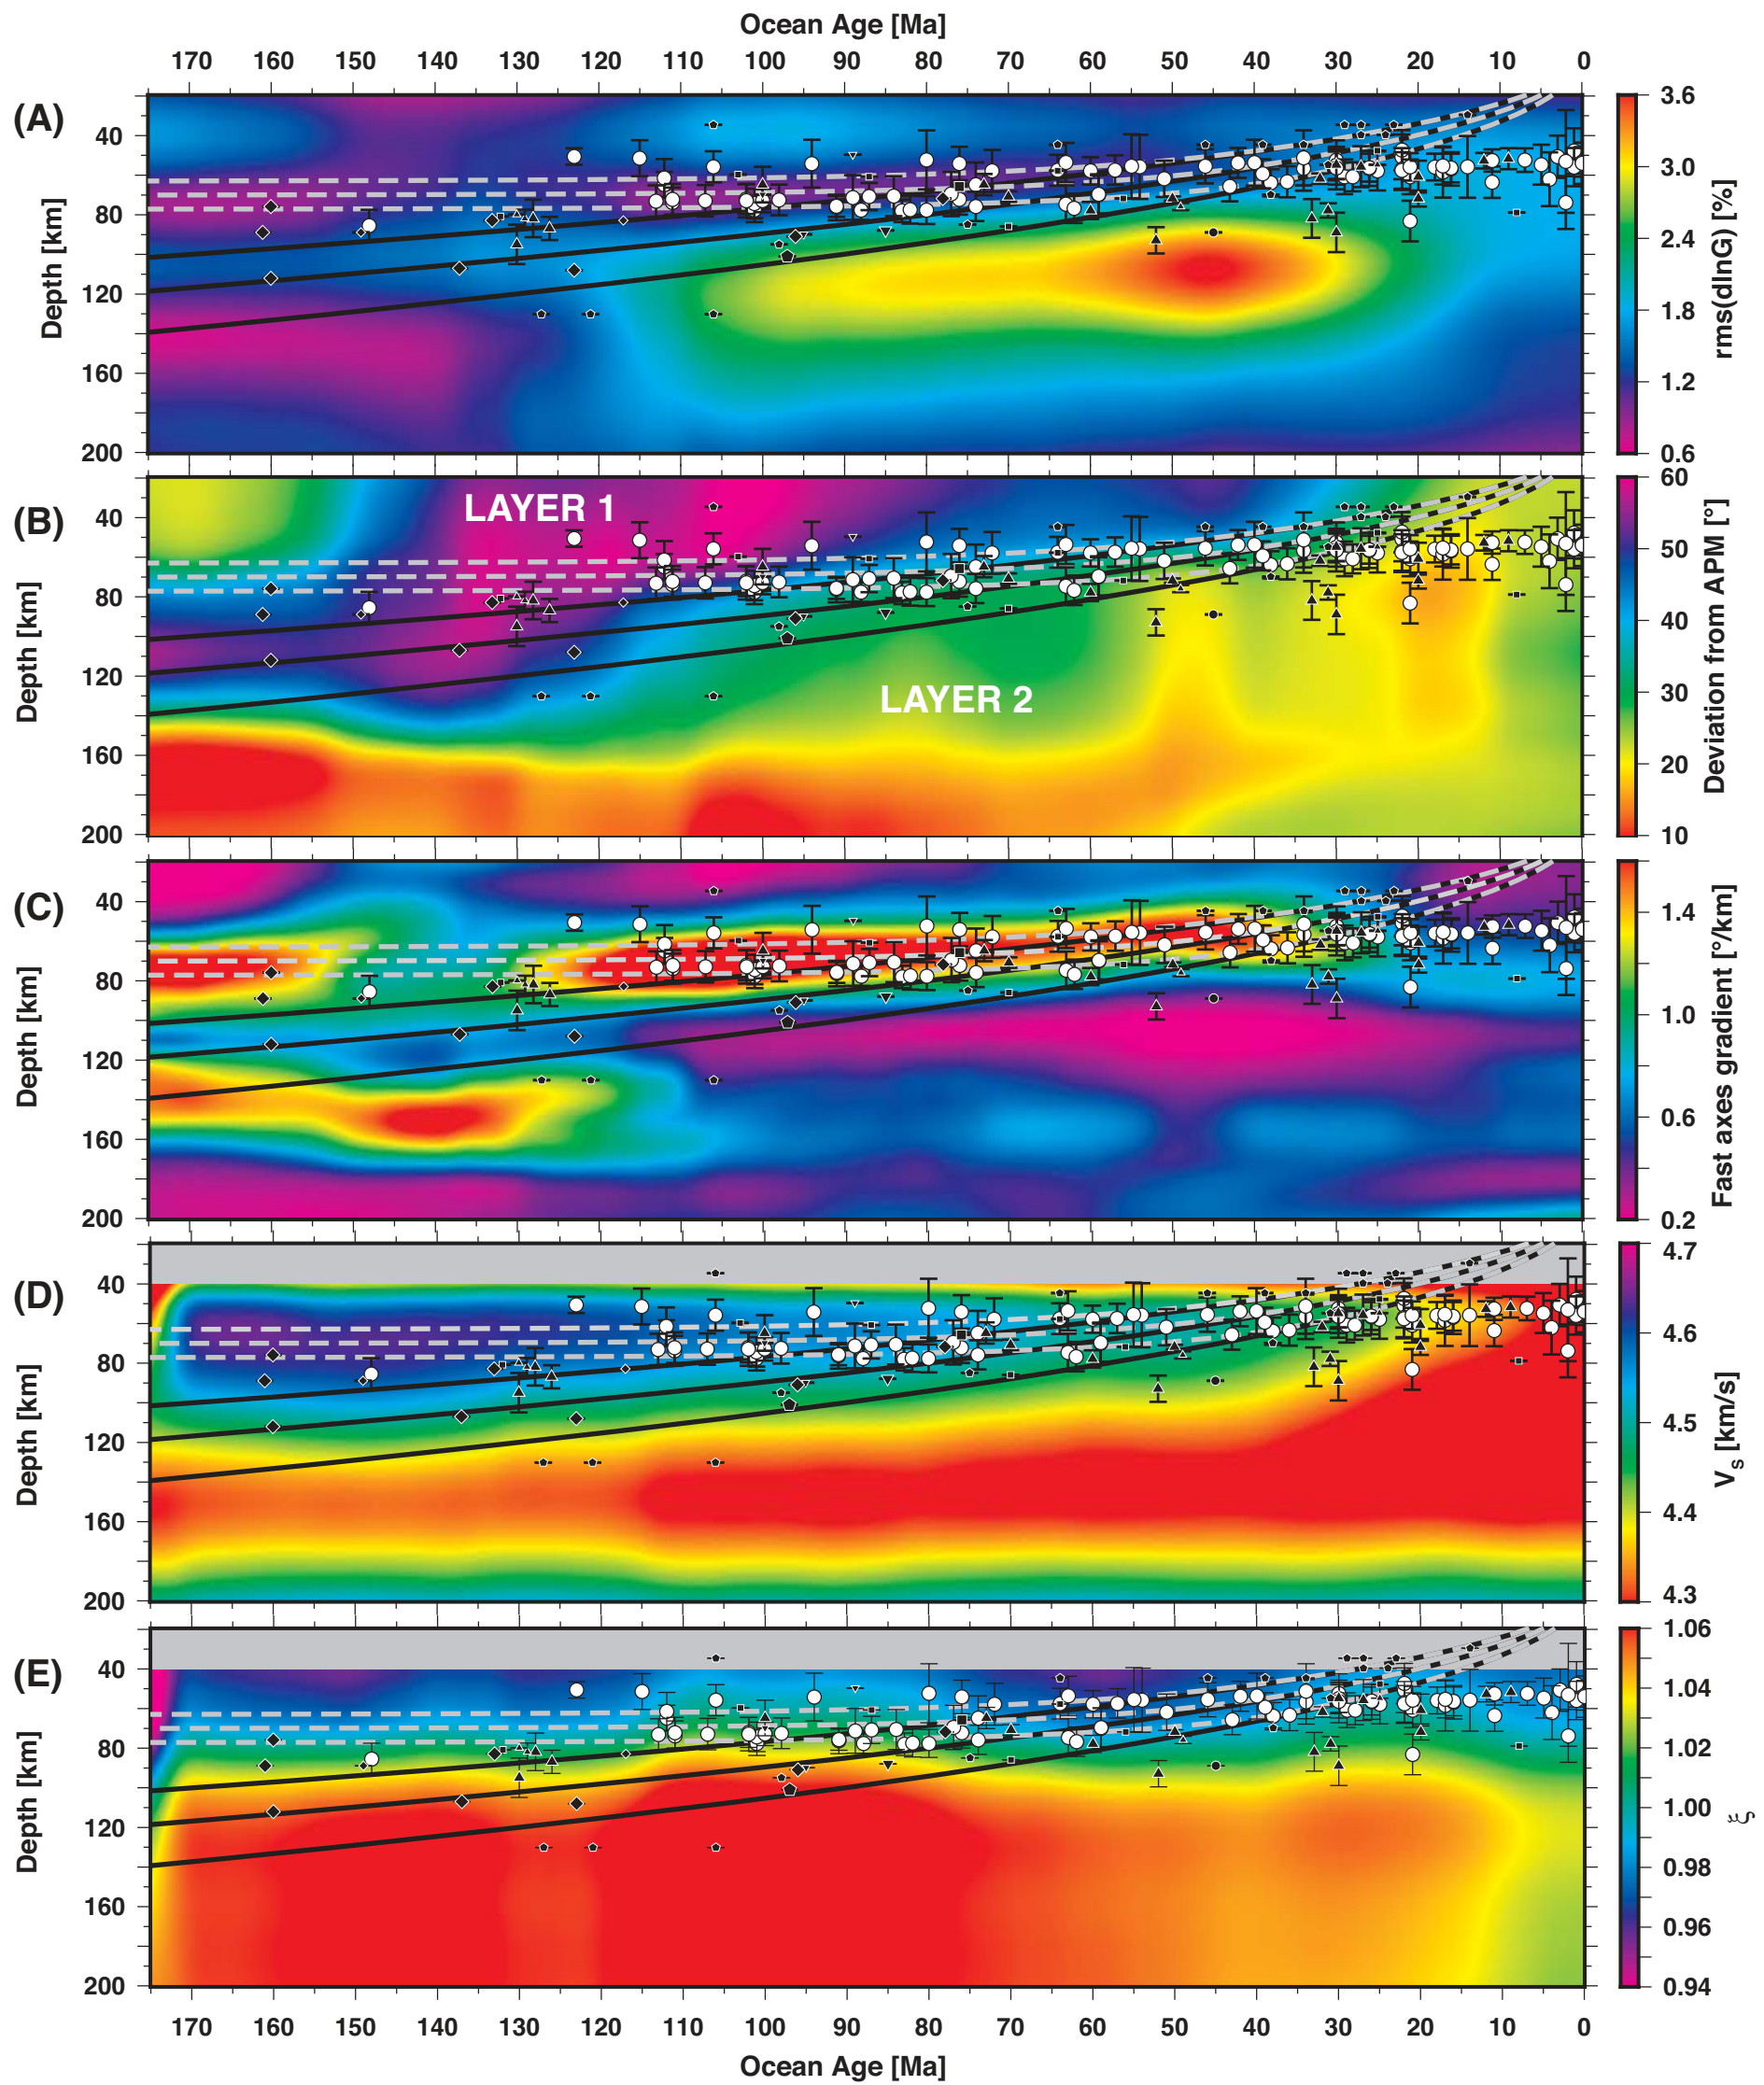 Ocean Age [Ma]
170 160 150 140 130 120 110 100 90 80 70 60 50 40 30 20 10 0
(A)
Depth [km]
40
80
120
160
200
3.6
3.0
2.4
1.8
1.2
0.6
rms(dlnG) [%]
(B)
LAYER 1
LAYER 2
Depth [km]
40
80
120
160
200
60
50
40
30
20
10
Deviation from APM [°]
(C)
Depth [km]
40
80
120
160
200
1.4
1.0
0.6
0.2
Fast axes gradient [°/km]
(D)
Depth [km]
40
80
120
160
200
4.7
4.6
4.5
4.4
4.3
VS [km/s]
(E)
Depth [km]
40
80
120
160
200
1.06
1.04
1.02
1.00
0.98
0.96
0.94
ξ
170 160 150 140 130 120 110 100 90 80 70 60 50 40 30 20 10 0
Ocean Age [Ma]